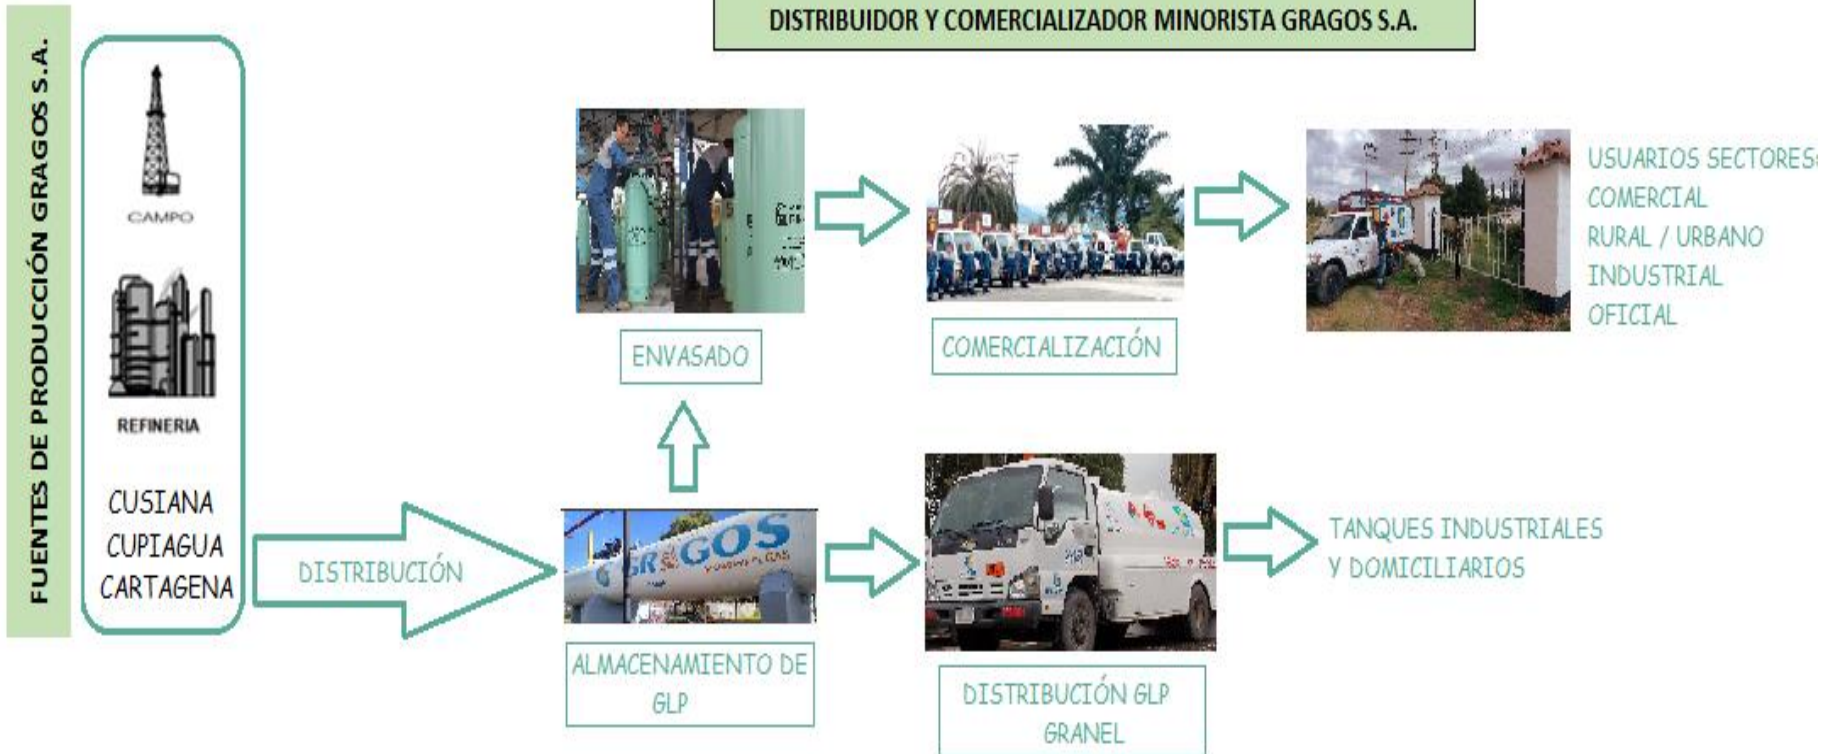 DISTRIBUIDOR Y COMERCIALIZADOR MINORISTA GRAGOS S.A.
FUENTES DE PRODUCCIÓN GRAGOS S.A.
CAMPO
REFINERIA
CUSIANA
CUPIAGUA
CARTAGENA
DISTRIBUCIÓN
GRAGOS
ALMACENAMIENTO DE
GLP
ENVASADO
COMERCIALIZACIÓN
USUARIOS SECTORES:
COMERCIAL
RURAL / URBANO
INDUSTRIAL
OFICIAL
DISTRIBUCIÓN GLP
GRANEL
TANQUES INDUSTRIALES
Y DOMICILIARIOS